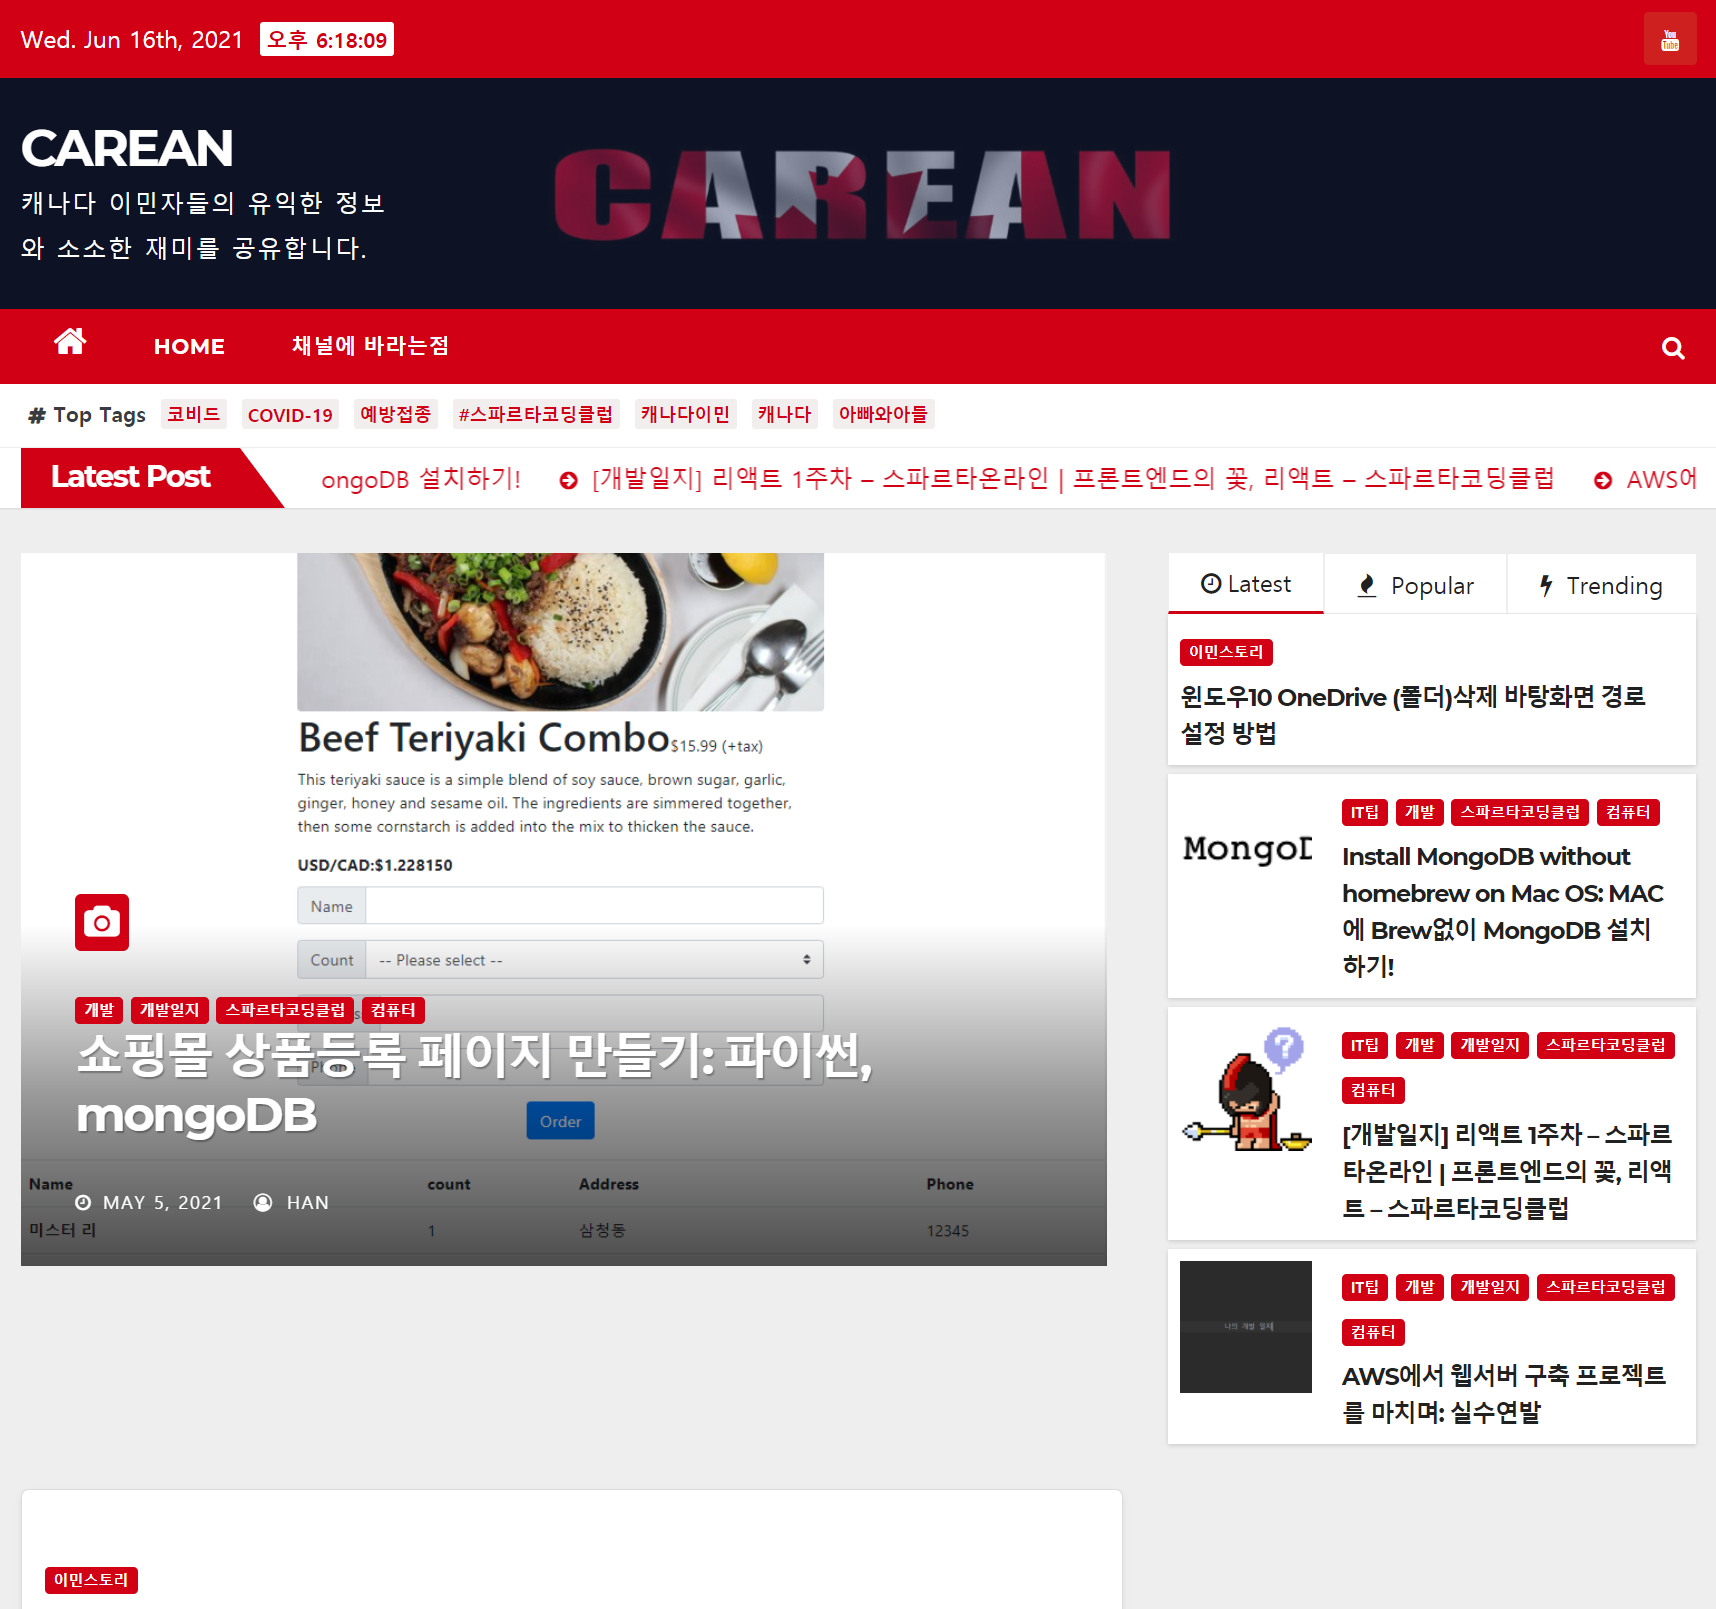 Wed. Jun 16th, 2021 오후 6:18:09
You Tube
CAREAN
캐나다 이민자들의 유익한 정보
와 소소한 재미를 공유합니다.
CAREAN
HOME 채널에 바라는점
# Top Tags 코비드 COVID-19 예방접종 #스파르타코딩클럽 캐나다이민 캐나다 아빠와아들
Latest Post ongoDB 설치하기! [개발일지] 리액트 1주차 – 스파르타온라인 | 프론트엔드의 꽃, 리액트 – 스파르타코딩클럽 AWS에
Beef Teriyaki Combo$15.99 (+tax)
This teriyaki sauce is a simple blend of soy sauce, brown sugar, garlic,
ginger, honey and sesame oil. The ingredients are simmered together,
then some cornstarch is added into the mix to thicken the sauce.
USD/CAD:$1.228150
Name
Count -- Please select --
개발 개발일지 스파르타코딩클럽 컴퓨터
쇼핑몰 상품등록 페이지 만들기: 파이썬,
mongoDB
Order
Name count Address Phone
MAY 5, 2021 HAN
미스터 리 1 삼청동 12345
Latest Popular Trending
이민스토리
윈도우10 OneDrive (폴더)삭제 바탕화면 경로
설정 방법
MongoD
IT팁 개발 스파르타코딩클럽 컴퓨터
Install MongoDB without
homebrew on Mac OS: MAC
에 Brew없이 MongoDB 설치
하기!
?
IT팁 개발 개발일지 스파르타코딩클럽
컴퓨터
[개발일지] 리액트 1주차 – 스파르
타온라인 | 프론트엔드의 꽃, 리액
트 – 스파르타코딩클럽
나의 개발 일지
IT팁 개발 개발일지 스파르타코딩클럽
컴퓨터
AWS에서 웹서버 구축 프로젝트
를 마치며: 실수연발
이민스토리